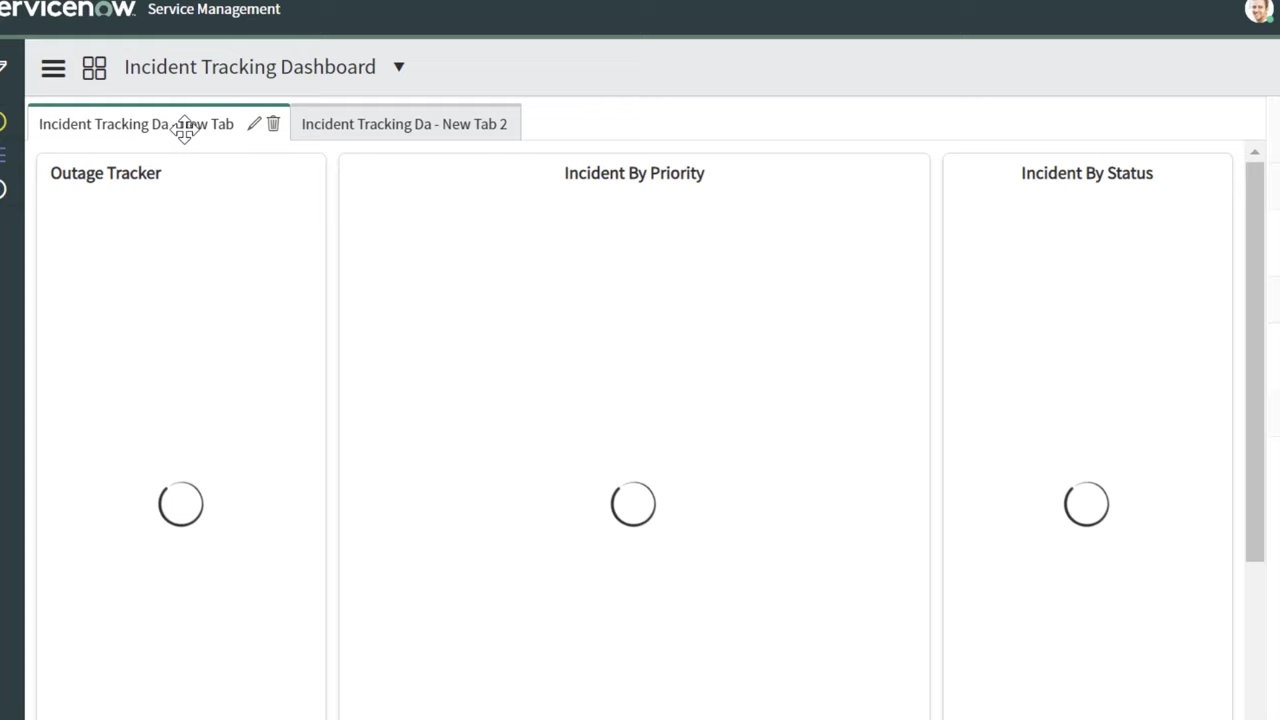 servicenow Service Management
Incident Tracking Dashboard
Incident Tracking Da - New Tab
Incident Tracking Da - New Tab 2
Outage Tracker
Incident By Priority
Incident By Status